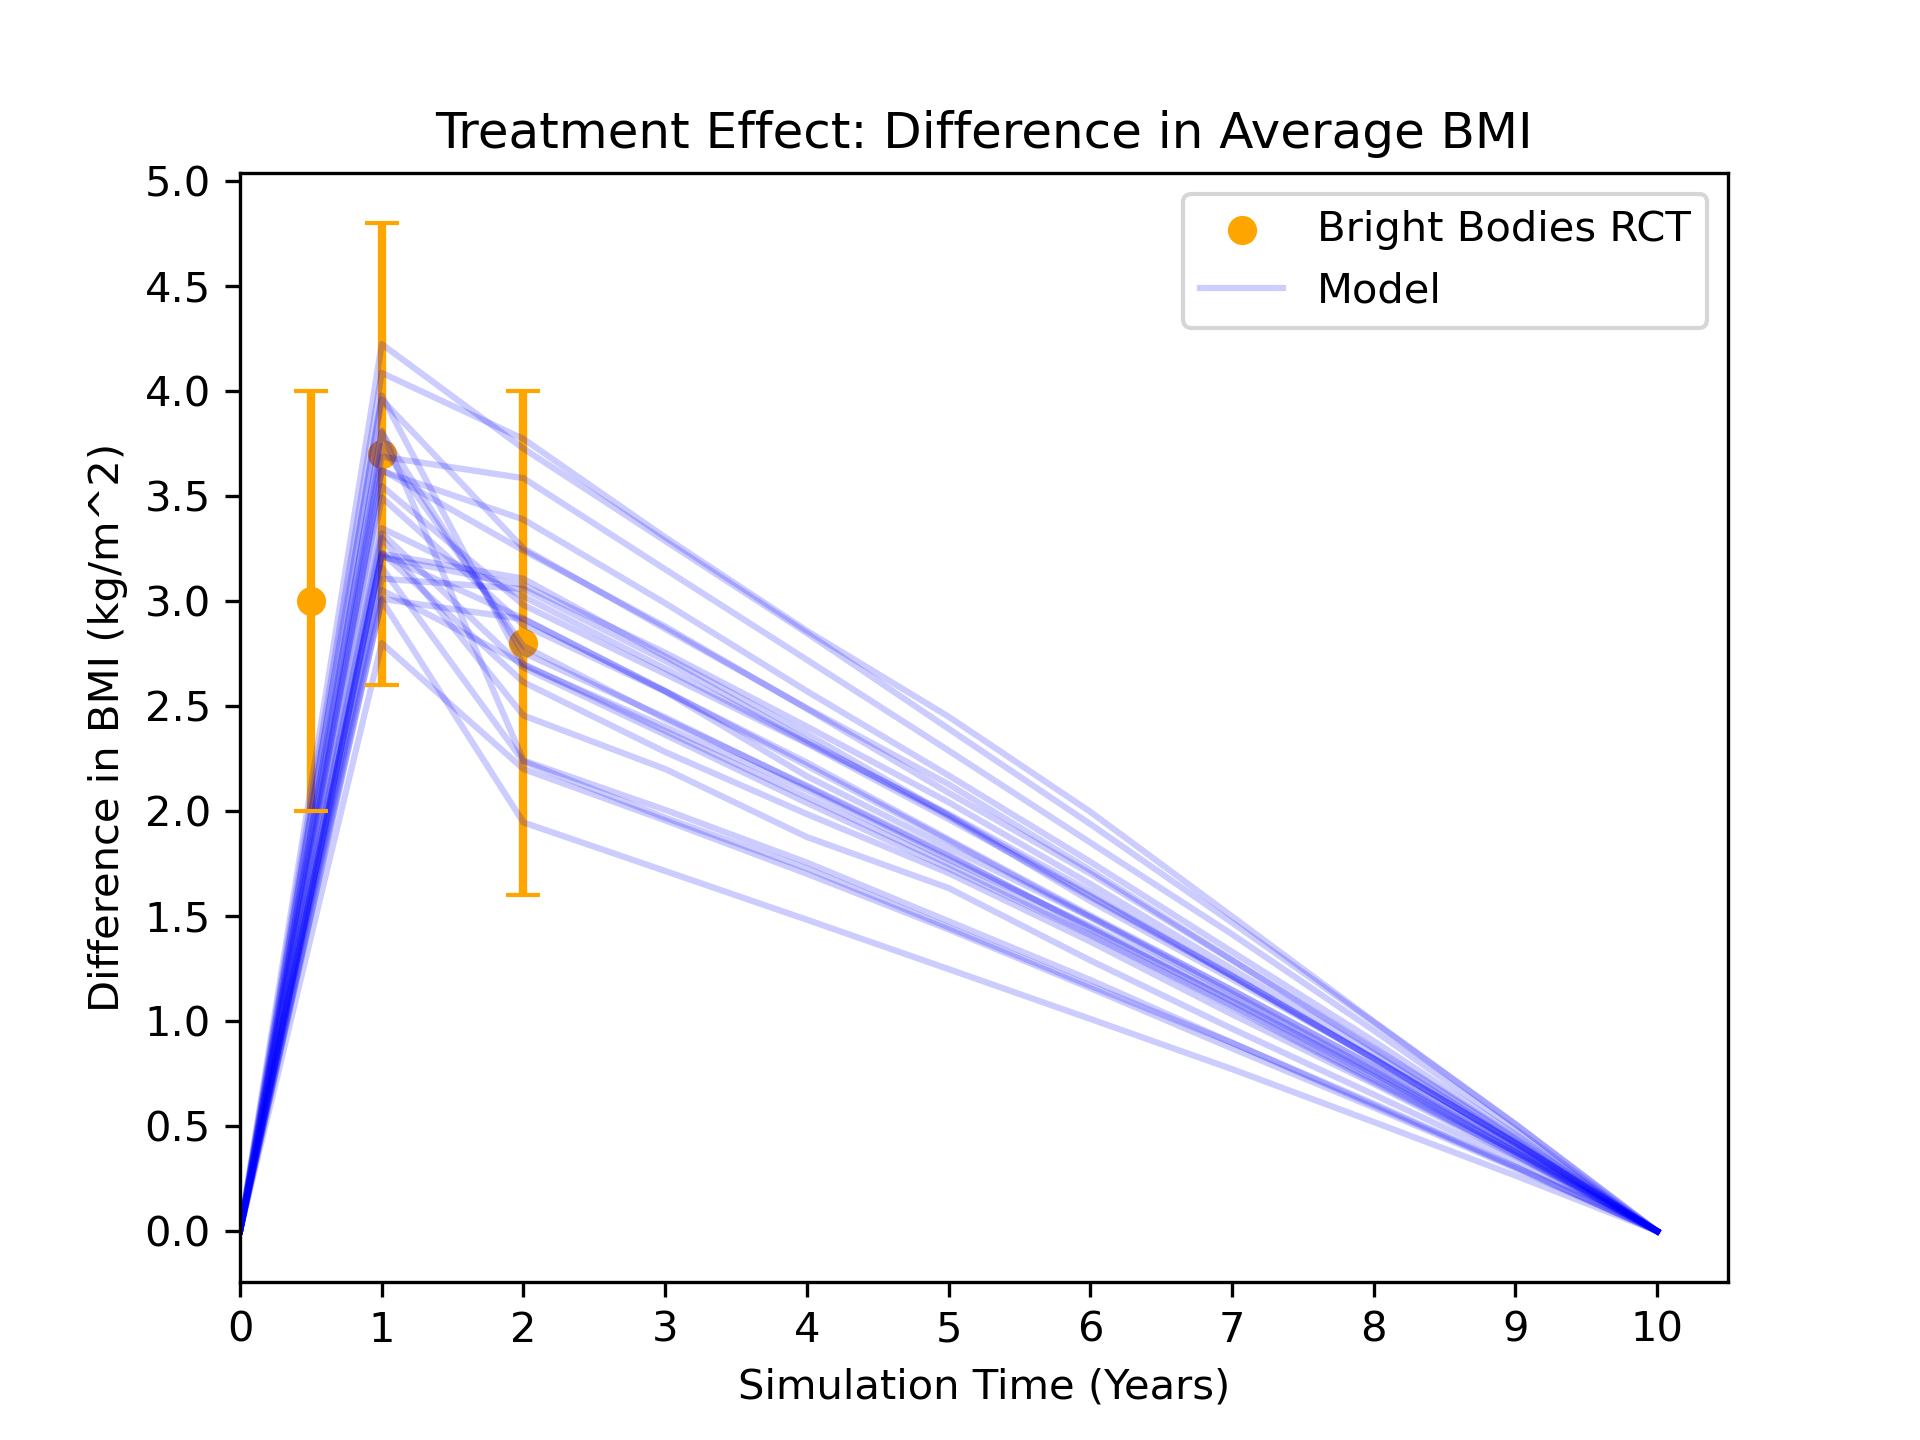 Treatment Effect: Difference in Average BMI
Bright Bodies RCT
Model
Difference in BMI (kg/m^2)
5.0
4.5
4.0
3.5
3.0
2.5
2.0
1.5
1.0
0.5
0.0
0 1 2 3 4 5 6 7 8 9 10
Simulation Time (Years)